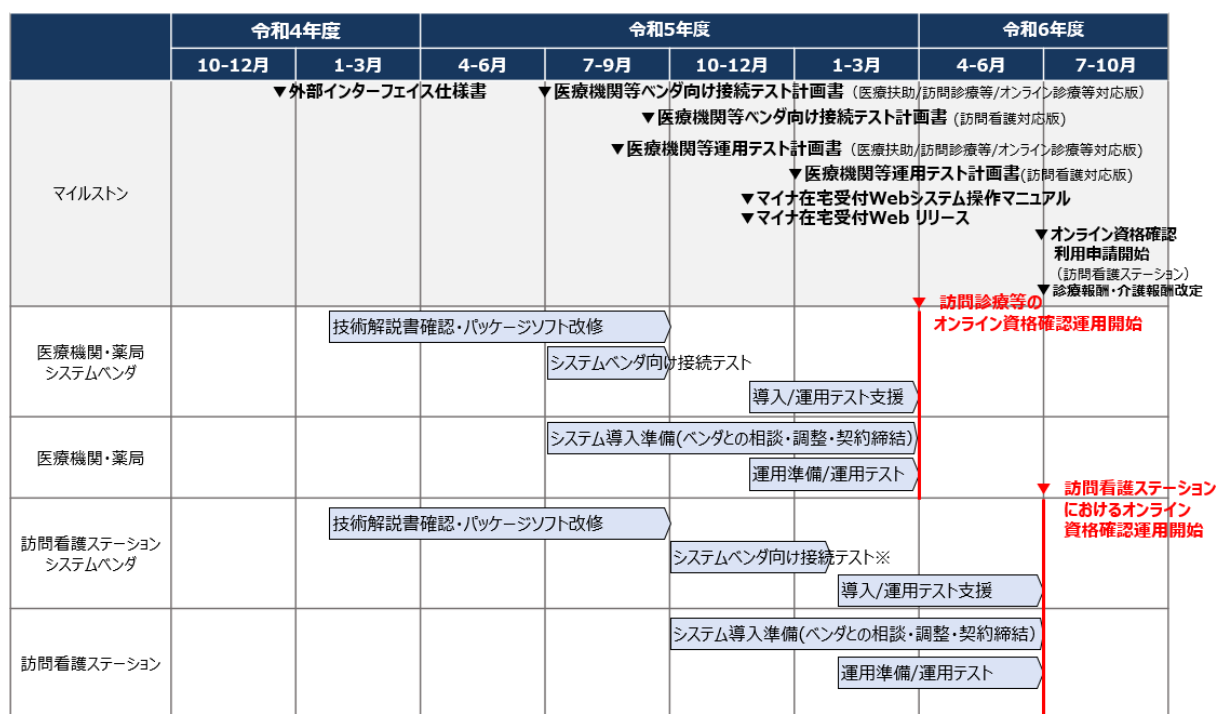 令和4年度 令和5年度 令和6年度
10-12月 1-3月 4-6月 7-9月 10-12月 1-3月 4-6月 7-10月
マイルストン
▼外部インターフェイス仕様書
▼医療機関等ベンダ向け接続テスト計画書（医療扶助/訪問診療等/オンライン診療等対応版）
▼医療機関等ベンダ向け接続テスト計画書 (訪問看護対応版)
▼医療機関等運用テスト計画書（医療扶助/訪問診療等/オンライン診療等対応版)
▼医療機関等運用テスト計画書(訪問看護対応版)
▼マイナ在宅受付Webシステム操作マニュアル
▼マイナ在宅受付Web リリース
▼オンライン資格確認
利用申請開始
（訪問看護ステーション）
▼診療報酬・介護報酬改定
▼ 訪問診療等の
オンライン資格確認運用開始
医療機関・薬局
システムベンダ
技術解説書確認・パッケージソフト改修
システムベンダ向け接続テスト
導入/運用テスト支援
医療機関・薬局
システム導入準備(ベンダとの相談・調整・契約締結)
運用準備/運用テスト
▼ 訪問看護ステーション
におけるオンライン
資格確認運用開始
訪問看護ステーション
システムベンダ
技術解説書確認・パッケージソフト改修
システムベンダ向け接続テスト※
導入/運用テスト支援
訪問看護ステーション
システム導入準備(ベンダとの相談・調整・契約締結)
運用準備/運用テスト